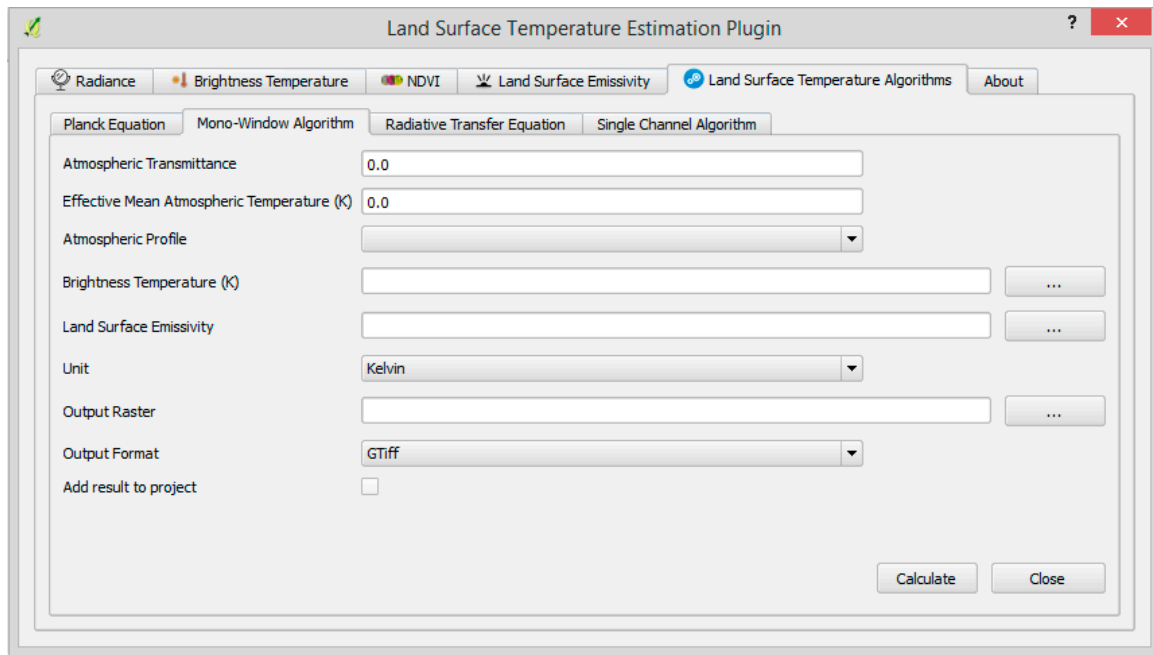 Land Surface Temperature Estimation Plugin ? ×
Radiance Brightness Temperature NDVI Land Surface Emissivity Land Surface Temperature Algorithms About
Planck Equation Mono-Window Algorithm Radiative Transfer Equation Single Channel Algorithm
Atmospheric Transmittance 0.0
Effective Mean Atmospheric Temperature (K) 0.0
Atmospheric Profile
Brightness Temperature (K) ...
Land Surface Emissivity ...
Unit Kelvin
Output Raster ...
Output Format GTiff
Add result to project
Calculate Close